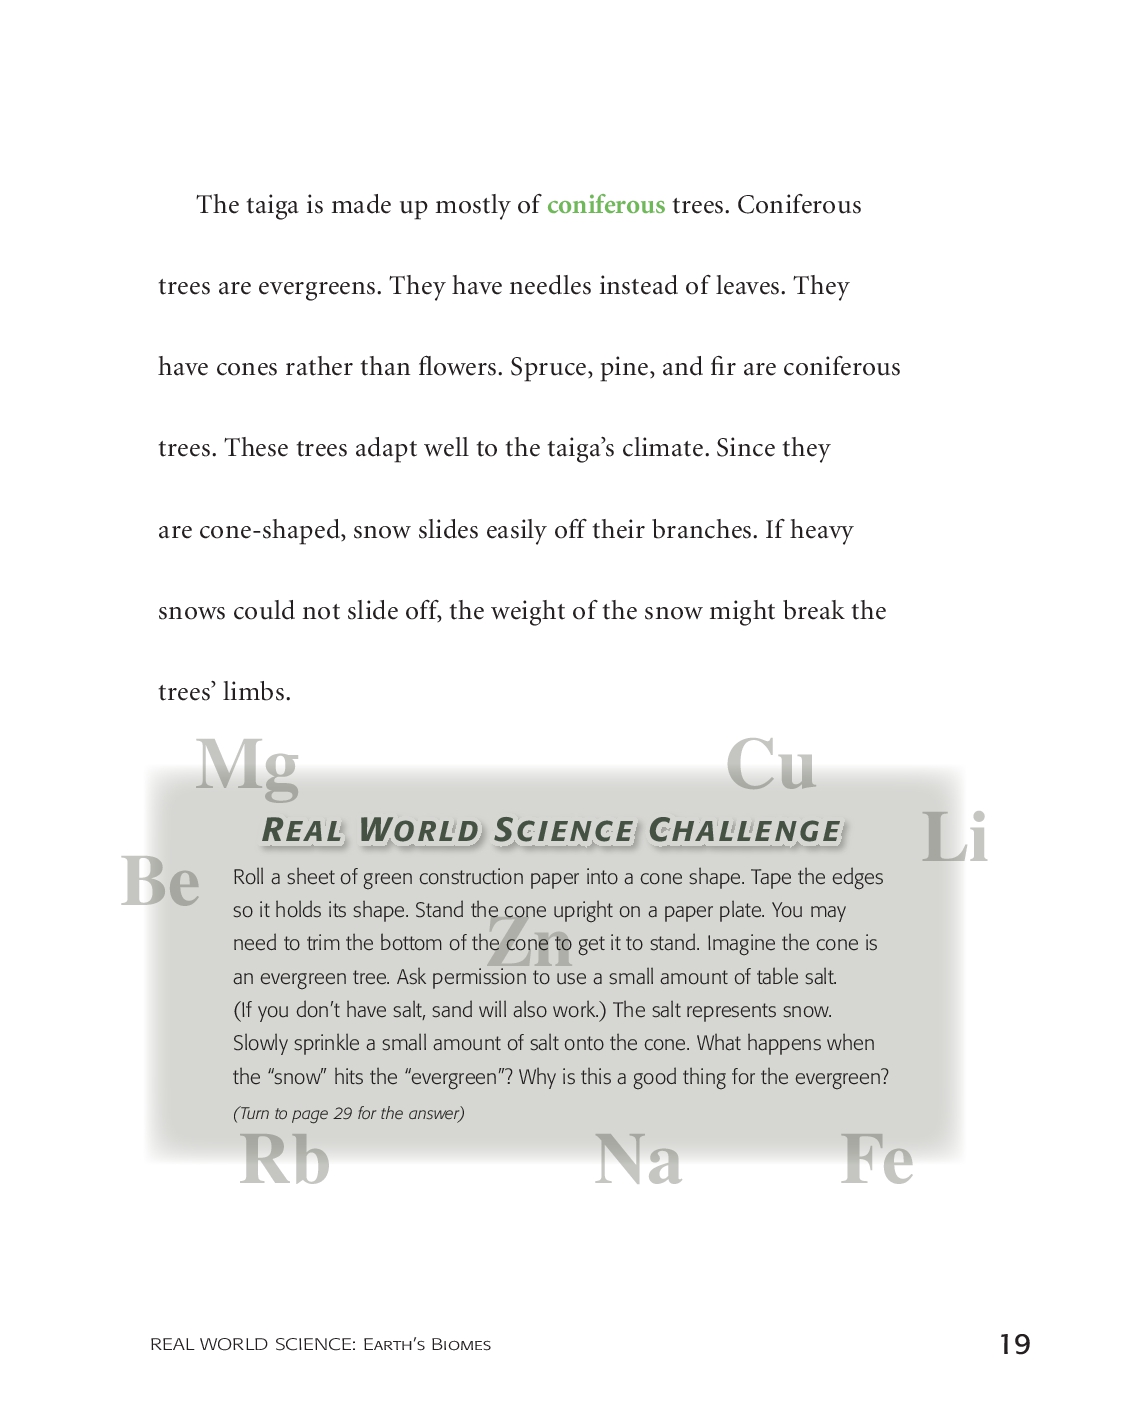 The taiga is made up mostly of coniferous trees. Coniferous
trees are evergreens. They have needles instead of leaves. They
have cones rather than flowers. Spruce, pine, and fir are coniferous
trees. These trees adapt well to the taiga’s climate. Since they
are cone-shaped, snow slides easily off their branches. If heavy
snows could not slide off, the weight of the snow might break the
trees’ limbs.
Mg
Cu
Li
Be
Zn
REAL WORLD SCIENCE CHALLENGE
Roll a sheet of green construction paper into a cone shape. Tape the edges
so it holds its shape. Stand the cone upright on a paper plate. You may
need to trim the bottom of the cone to get it to stand. Imagine the cone is
an evergreen tree. Ask permission to use a small amount of table salt.
(If you don’t have salt, sand will also work.) The salt represents snow.
Slowly sprinkle a small amount of salt onto the cone. What happens when
the “snow” hits the “evergreen”? Why is this a good thing for the evergreen?
(Turn to page 29 for the answer)
Rb
Na
Fe
REAL WORLD SCIENCE: EARTH’S BIOMES
19